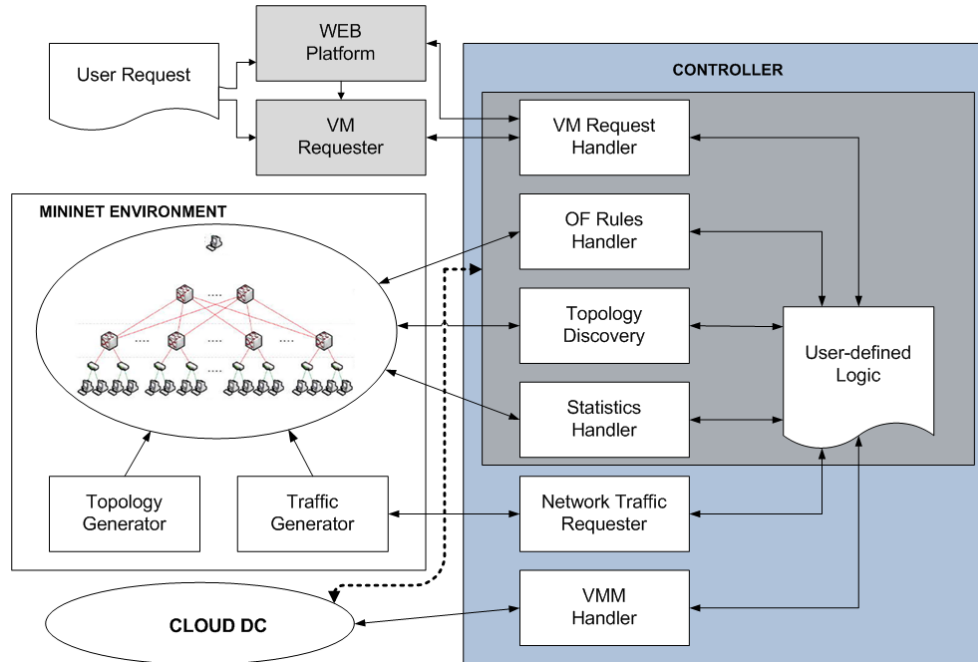 WEB
Platform
User Request
VM
Requester
CONTROLLER
VM Request
Handler
MININET ENVIRONMENT
OF Rules
Handler
Topology
Discovery
User-defined
Logic
Statistics
Handler
Topology
Generator
Traffic
Generator
Network Traffic
Requester
VMM
Handler
CLOUD DC